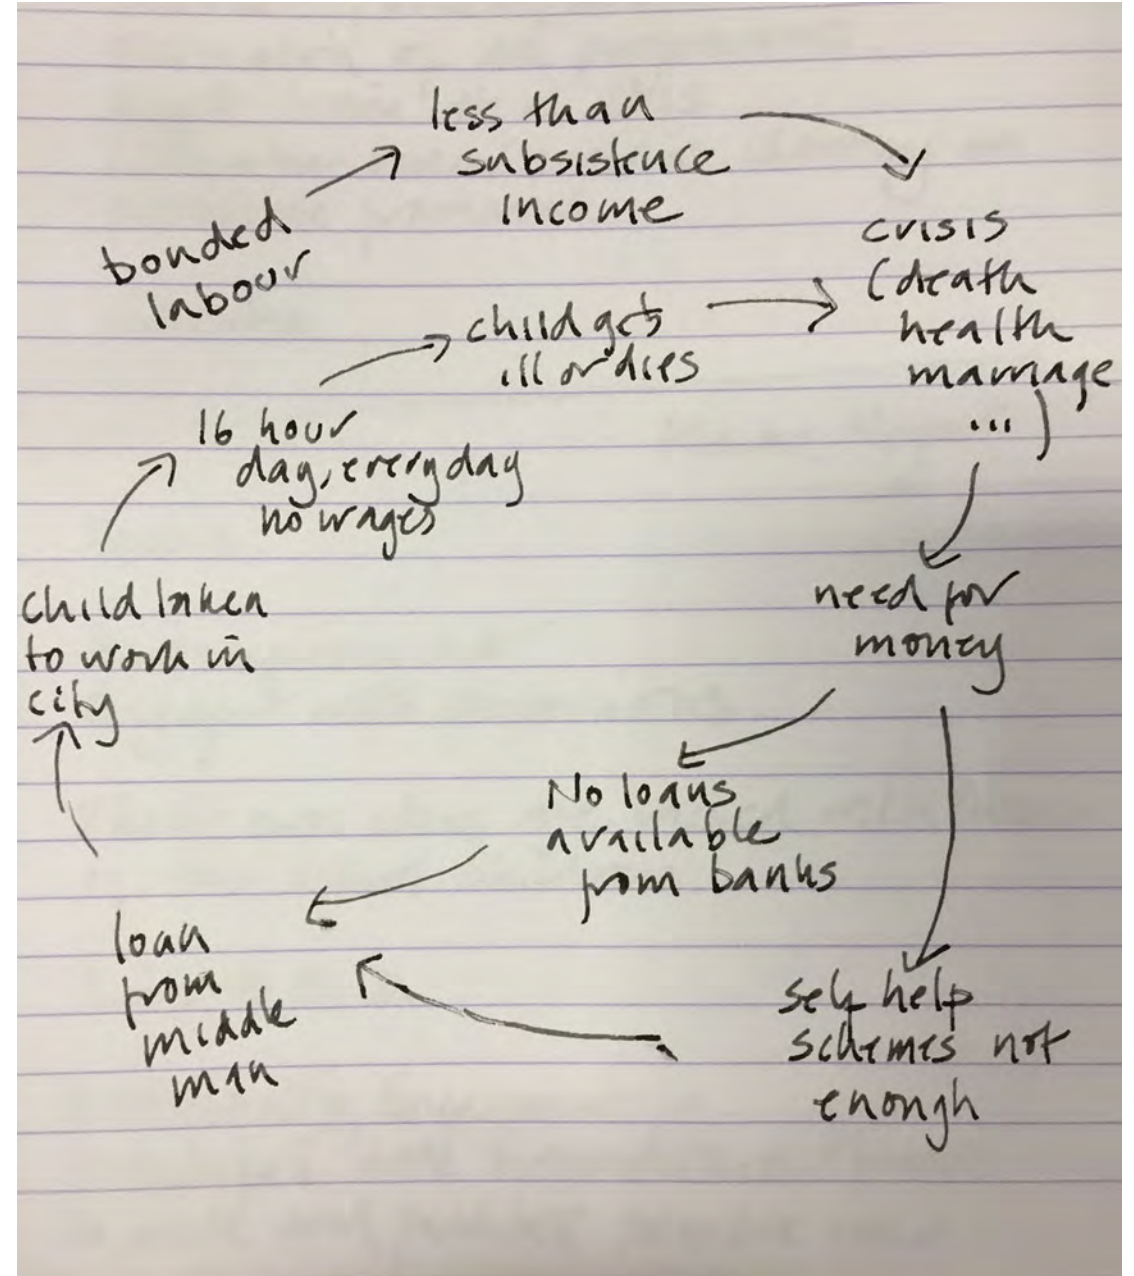 less than
subsistence
income
bonded
labour
crisis
(death
health
marriage
...)
child gets
ill or dies
16 hour
day, everyday
no wages
child taken
to work in
city
need for
money
No loans
available
from banks
loan
from
middle
man
self help
schemes not
enough